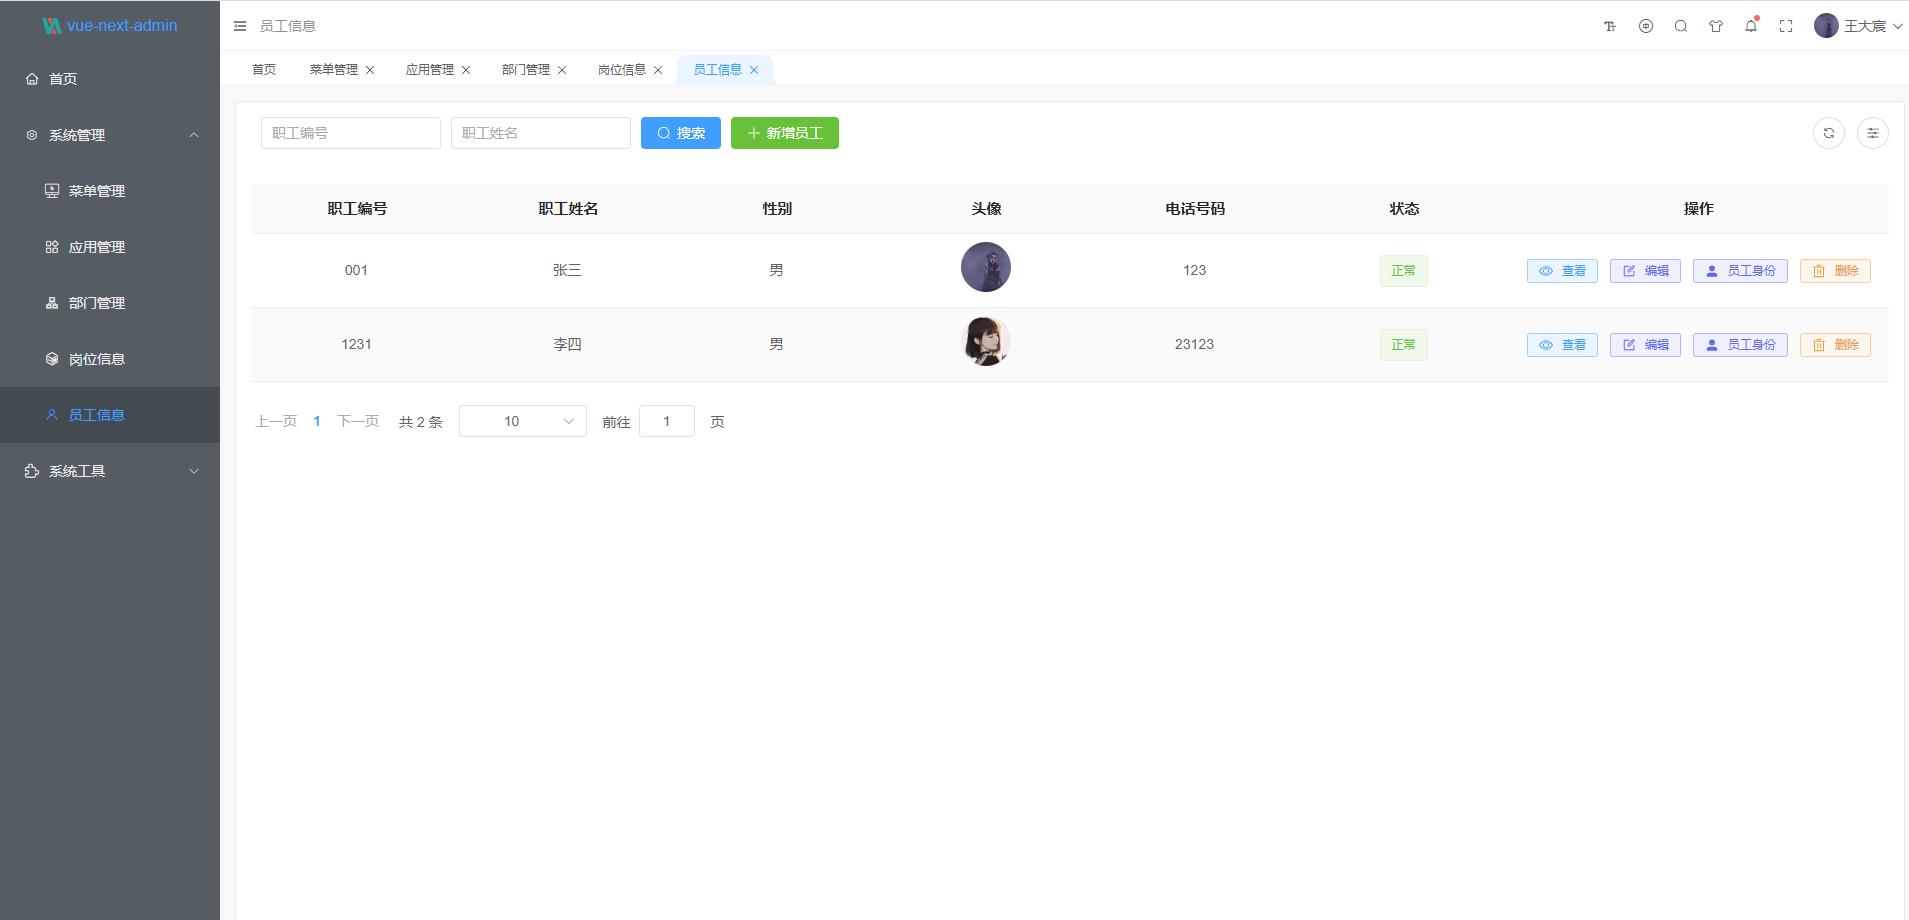 vue-next-admin
首页
系统管理
菜单管理
应用管理
部门管理
岗位信息
员工信息
系统工具
员工信息
王大宸
首页 菜单管理 应用管理 部门管理 岗位信息 员工信息
职工编号 职工姓名 搜索 新增员工
职工编号 职工姓名 性别 头像 电话号码 状态 操作
001 张三 男 123 正常 查看 编辑 员工身份 删除
1231 李四 男 23123 正常 查看 编辑 员工身份 删除
上一页 1 下一页 共 2 条 10 前往 1 页